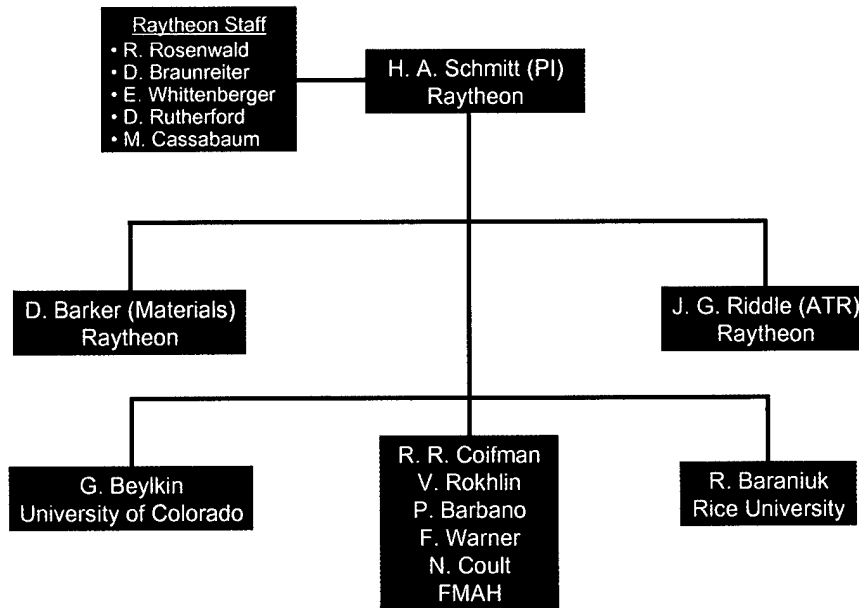 Raytheon Staff
• R. Rosenwald
• D. Braunreiter
• E. Whittenberger
• D. Rutherford
• M. Cassabaum
H. A. Schmitt (PI)
Raytheon
D. Barker (Materials)
Raytheon
J. G. Riddle (ATR)
Raytheon
G. Beylkin
University of Colorado
R. R. Coifman
V. Rokhlin
P. Barbano
F. Warner
N. Coult
FMAH
R. Baraniuk
Rice University